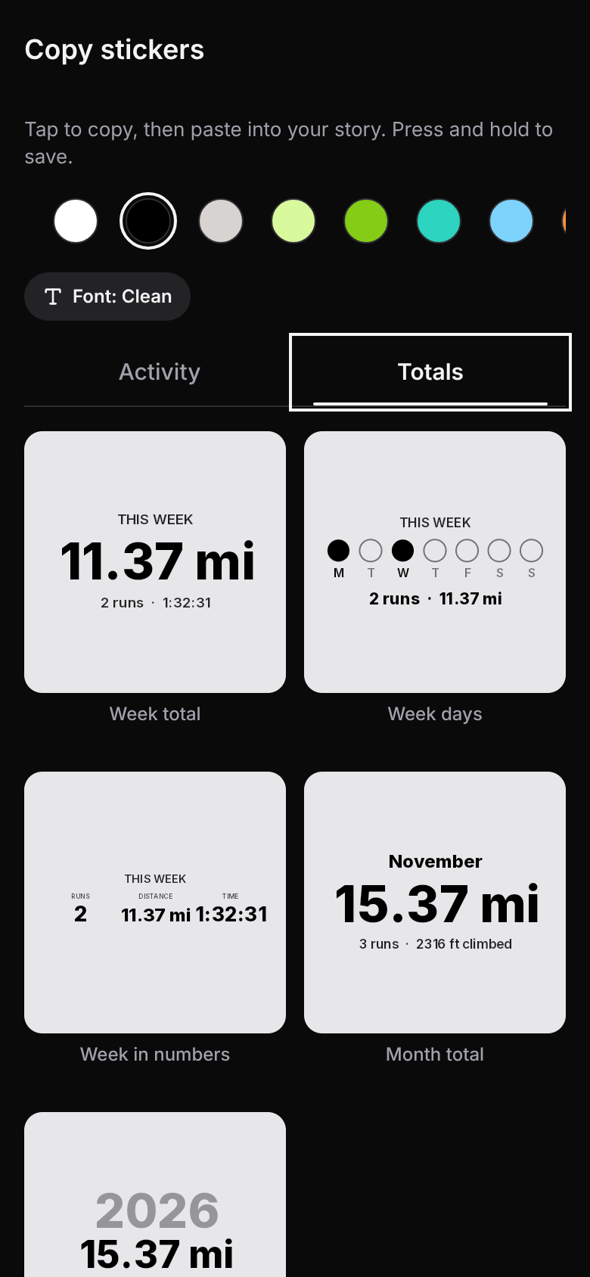 Copy stickers
Tap to copy, then paste into your story. Press and hold to
save.
Font: Clean
Activity
Totals
THIS WEEK
11.37 mi
2 runs · 1:32:31
Week total
THIS WEEK
M T W T F S S
2 runs · 11.37 mi
Week days
THIS WEEK
RUNS DISTANCE TIME
2 11.37 mi 1:32:31
Week in numbers
November
15.37 mi
3 runs · 2316 ft climbed
Month total
2026
15.37 mi